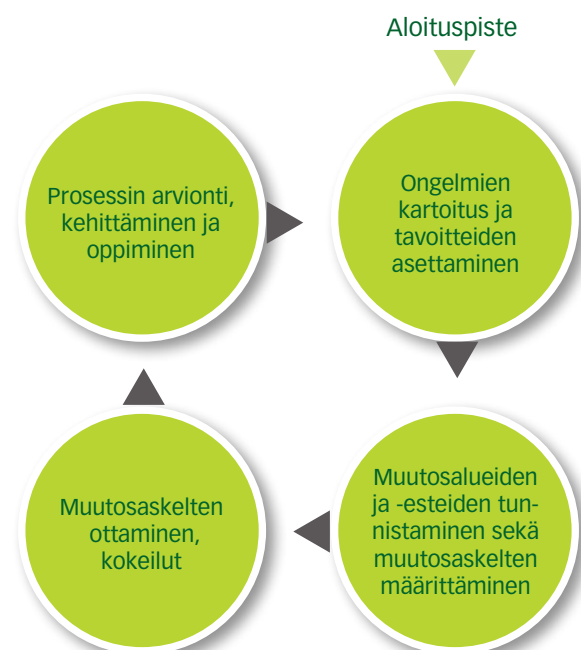 Aloituspiste
Ongelmien
kartoitus ja
tavoitteiden
asettaminen
Muutosalueiden
ja -esteiden tun-
nistaminen sekä
muutosaskelten
määrittäminen
Muutosaskelten
ottaminen,
kokeilut
Prosessin arvionti,
kehittäminen ja
oppiminen